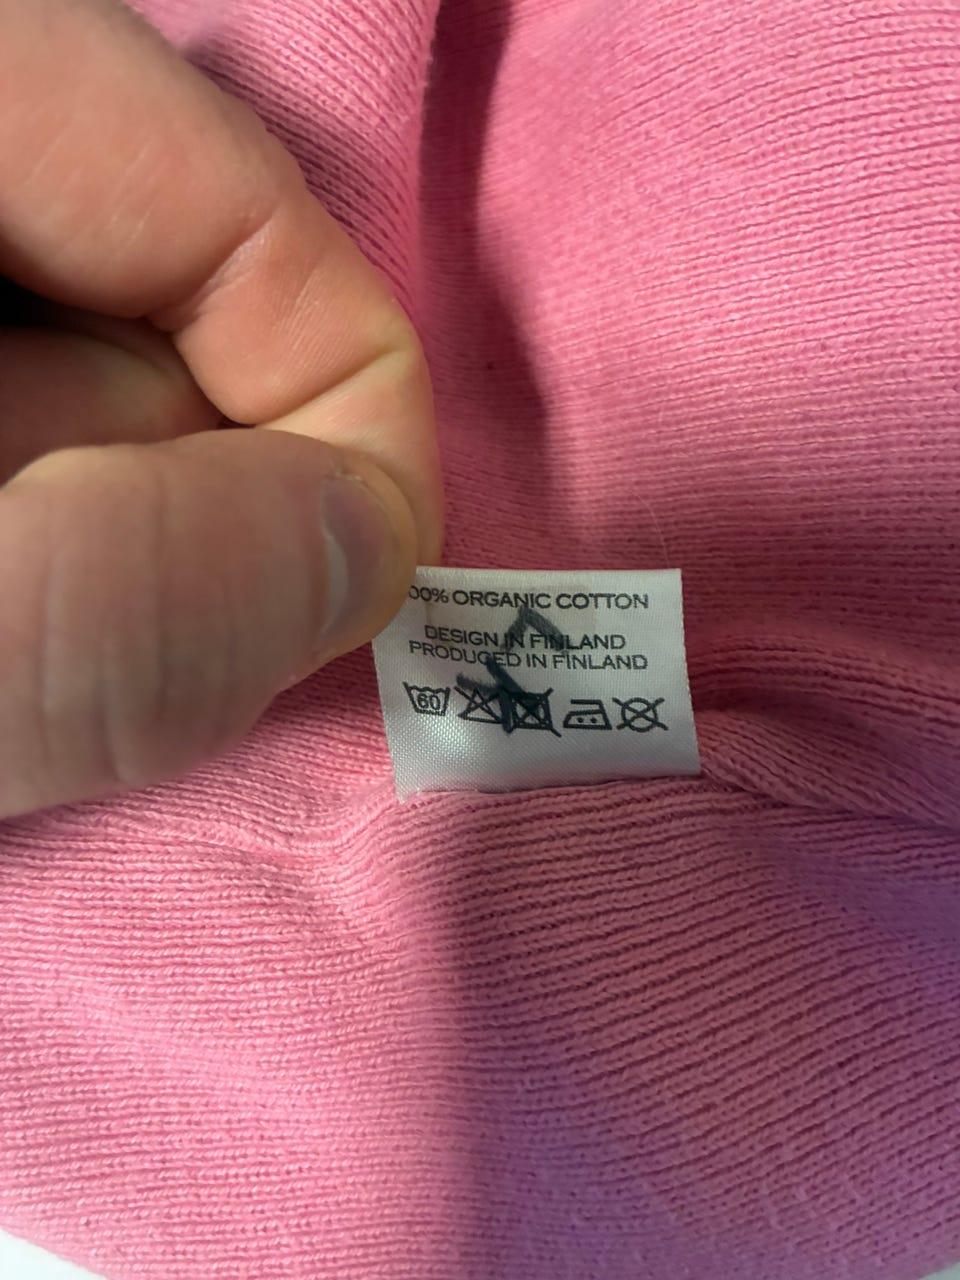 00% ORGANIC COTTON
DESIGN IN FINLAND
PRODUCED IN FINLAND
60